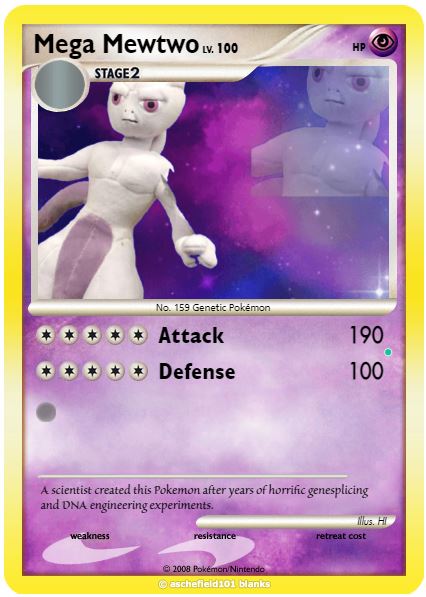 Mega Mewtwo LV. 100 HP
STAGE2
No. 159 Genetic Pokémon
Attack 190
Defense 100
A scientist created this Pokemon after years of horrific genesplicing
and DNA engineering experiments.
Illus. HI
weakness resistance retreat cost
© 2008 Pokémon/Nintendo
© aschefield101 blanks